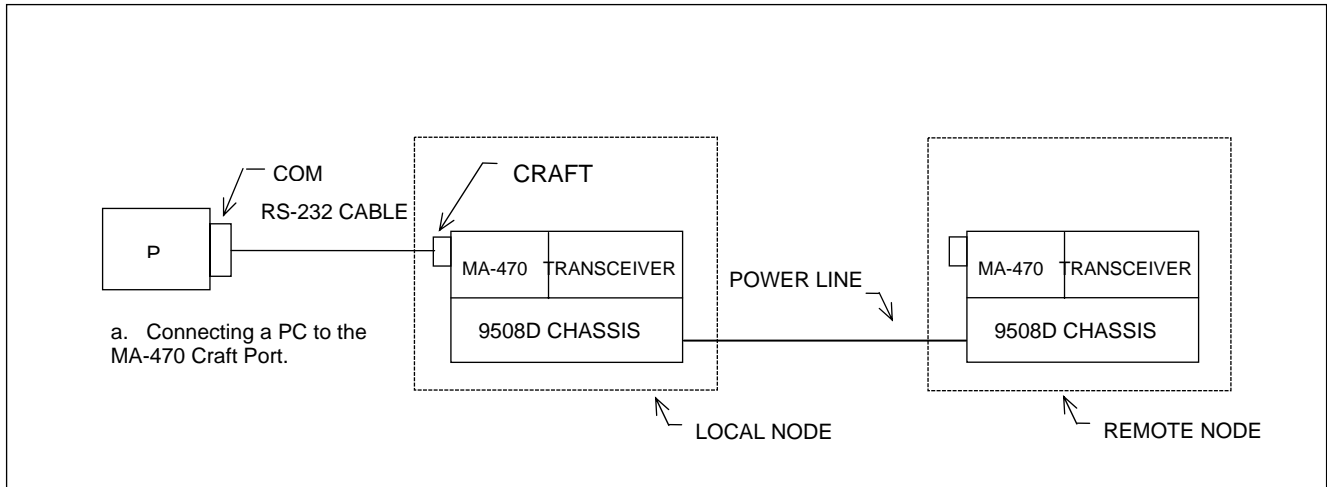 COM
CRAFT
RS-232 CABLE
P
MA-470 TRANSCEIVER
MA-470 TRANSCEIVER
POWER LINE
9508D CHASSIS
9508D CHASSIS
a. Connecting a PC to the
MA-470 Craft Port.
LOCAL NODE
REMOTE NODE